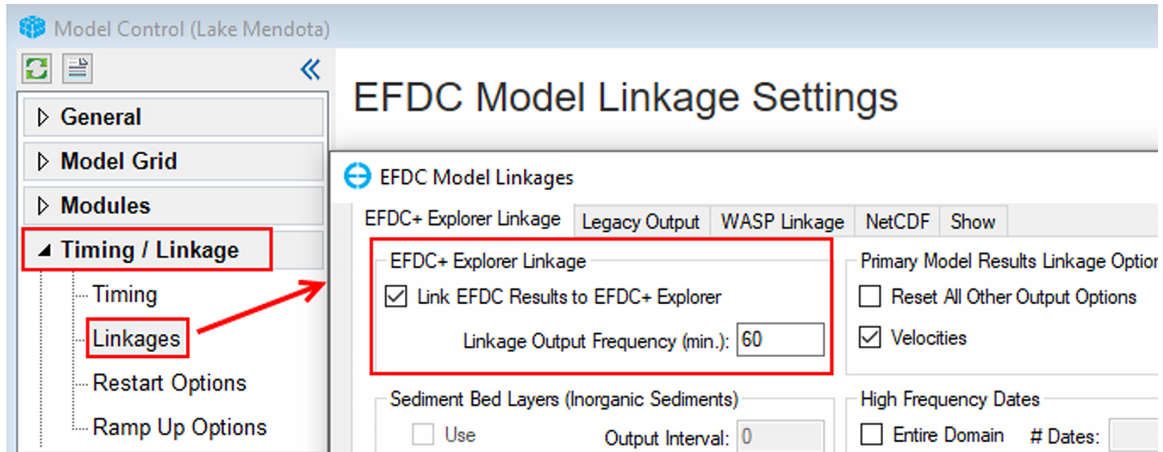 Model Control (Lake Mendota)
General
Model Grid
Modules
Timing / Linkage
Timing
Linkages
Restart Options
Ramp Up Options
EFDC Model Linkage Settings
EFDC Model Linkages
EFDC+ Explorer Linkage Legacy Output WASP Linkage NetCDF Show
EFDC+ Explorer Linkage
Link EFDC Results to EFDC+ Explorer
Linkage Output Frequency (min.): 60
Primary Model Results Linkage Option
Reset All Other Output Options
Velocities
Sediment Bed Layers (Inorganic Sediments)
Use Output Interval: 0
High Frequency Dates
Entire Domain # Dates: